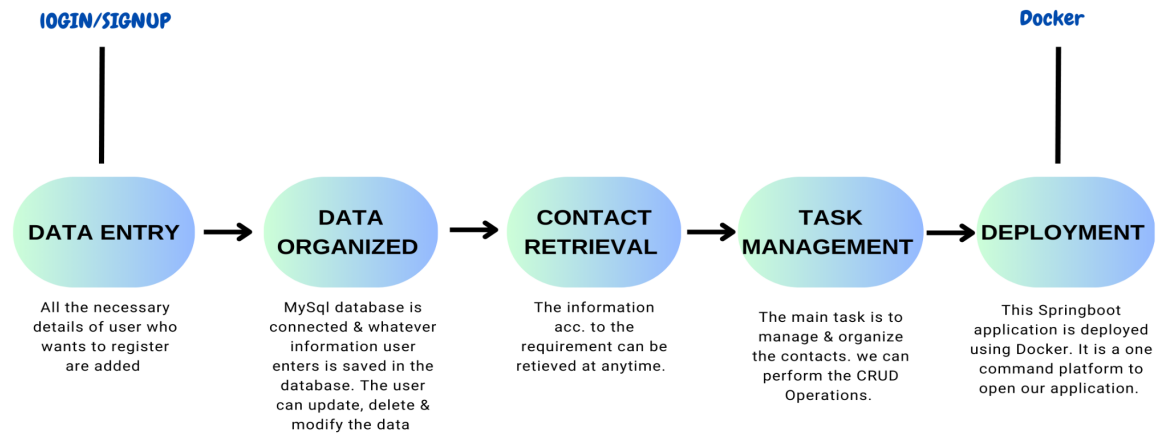 lOGIN/SIGNUP
Docker
DATA ENTRY
DATA
ORGANIZED
CONTACT
RETRIEVAL
TASK
MANAGEMENT
DEPLOYMENT
All the necessary
details of user who
wants to register
are added
MySql database is
connected & whatever
information user
enters is saved in the
database. The user
can update, delete &
modify the data
The information
acc. to the
requirement can be
retieved at anytime.
The main task is to
manage & organize
the contacts. we can
perform the CRUD
Operations.
This Springboot
application is deployed
using Docker. It is a one
command platform to
open our application.